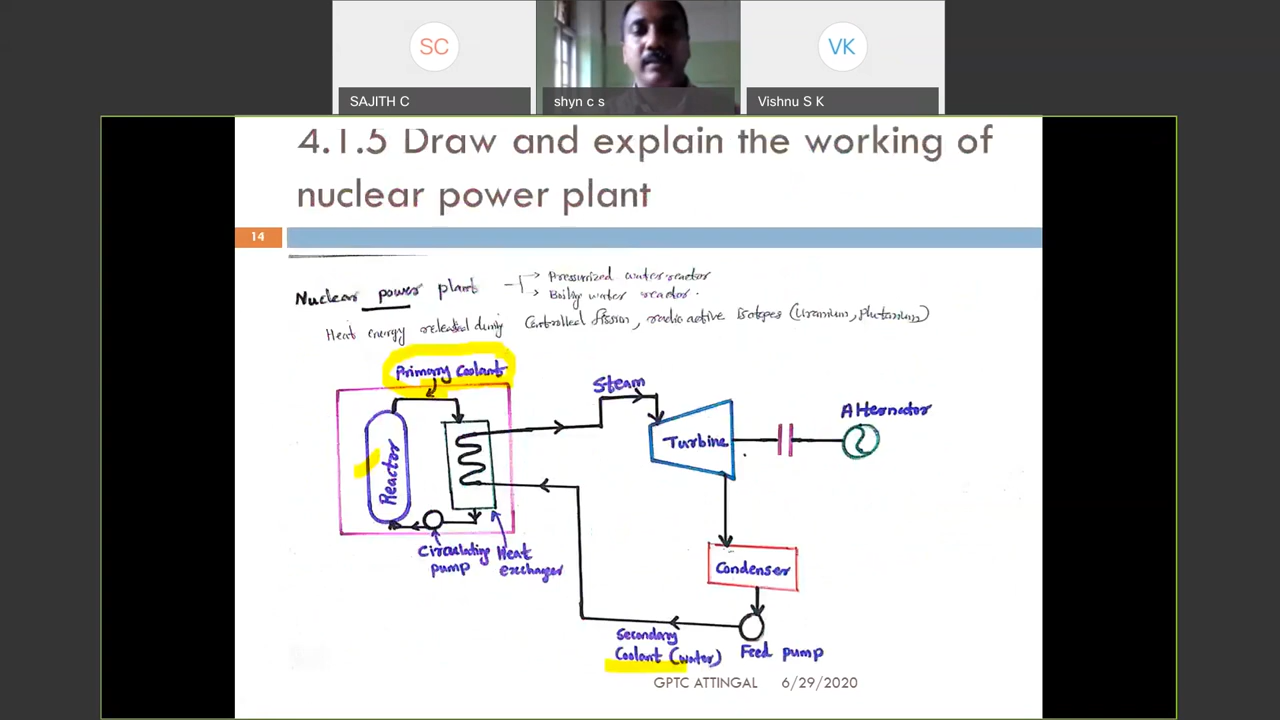 SC
VK
SAJITH C
shyn c s
Vishnu S K
4.1.5 Draw and explain the working of
nuclear power plant
14
Nuclear power plant
Pressurized water reactor
Boiling water reactor.
Heat energy released during Controlled fission, radio active Isotopes (Uranium, Plutonium)
Primary Coolant
Steam
Alternator
Reactor
Turbine
Circulating
pump
Heat
exchanger
Condenser
Secondary
Coolant (water)
Feed pump
GPTC ATTINGAL 6/29/2020